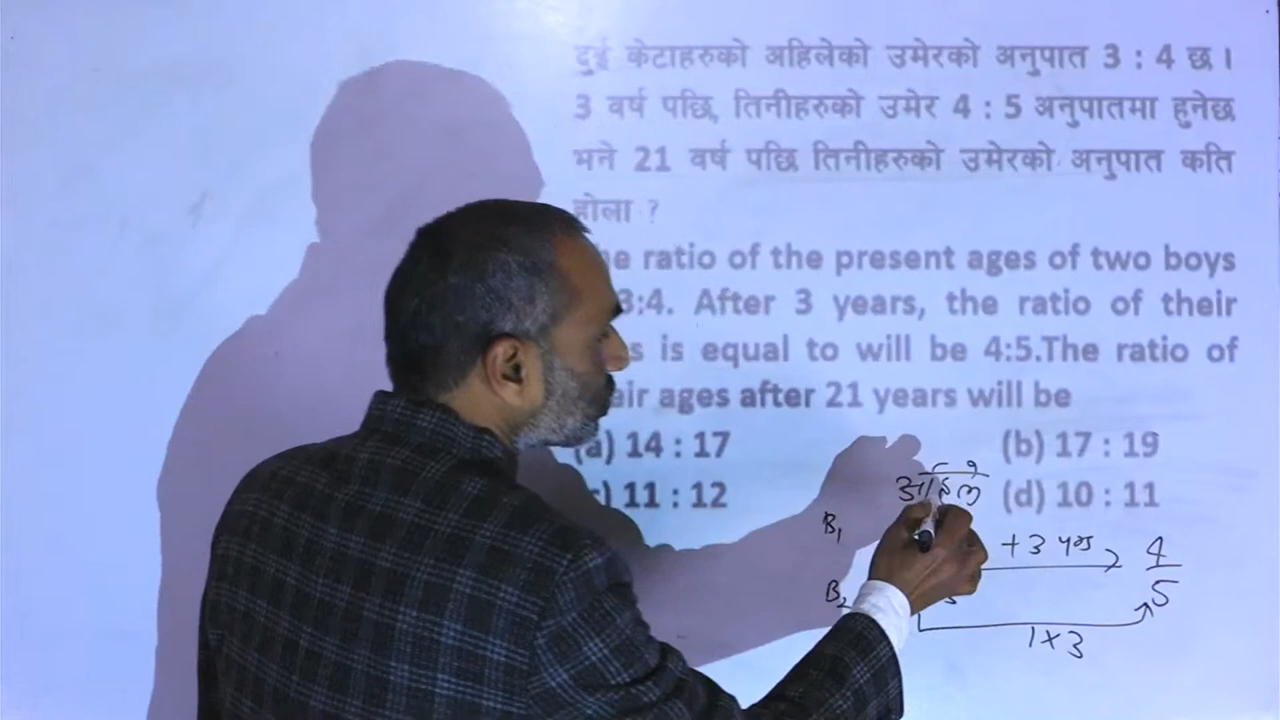 दुई केटाहरुको अहिलेको उमेरको अनुपात 3 : 4 छ ।
3 वर्ष पछि, तिनीहरुको उमेर 4 : 5 अनुपातमा हुनेछ
भने 21 वर्ष पछि तिनीहरुको उमेरको अनुपात कति
होला ?
ratio of the present ages of two boys
3:4. After 3 years, the ratio of their
is equal to will be 4:5.The ratio of
ages after 21 years will be
(a) 14 : 17 (b) 17 : 19
11 : 12 (d) 10 : 11
B1 +3 yrs 4
B2 5
1×3